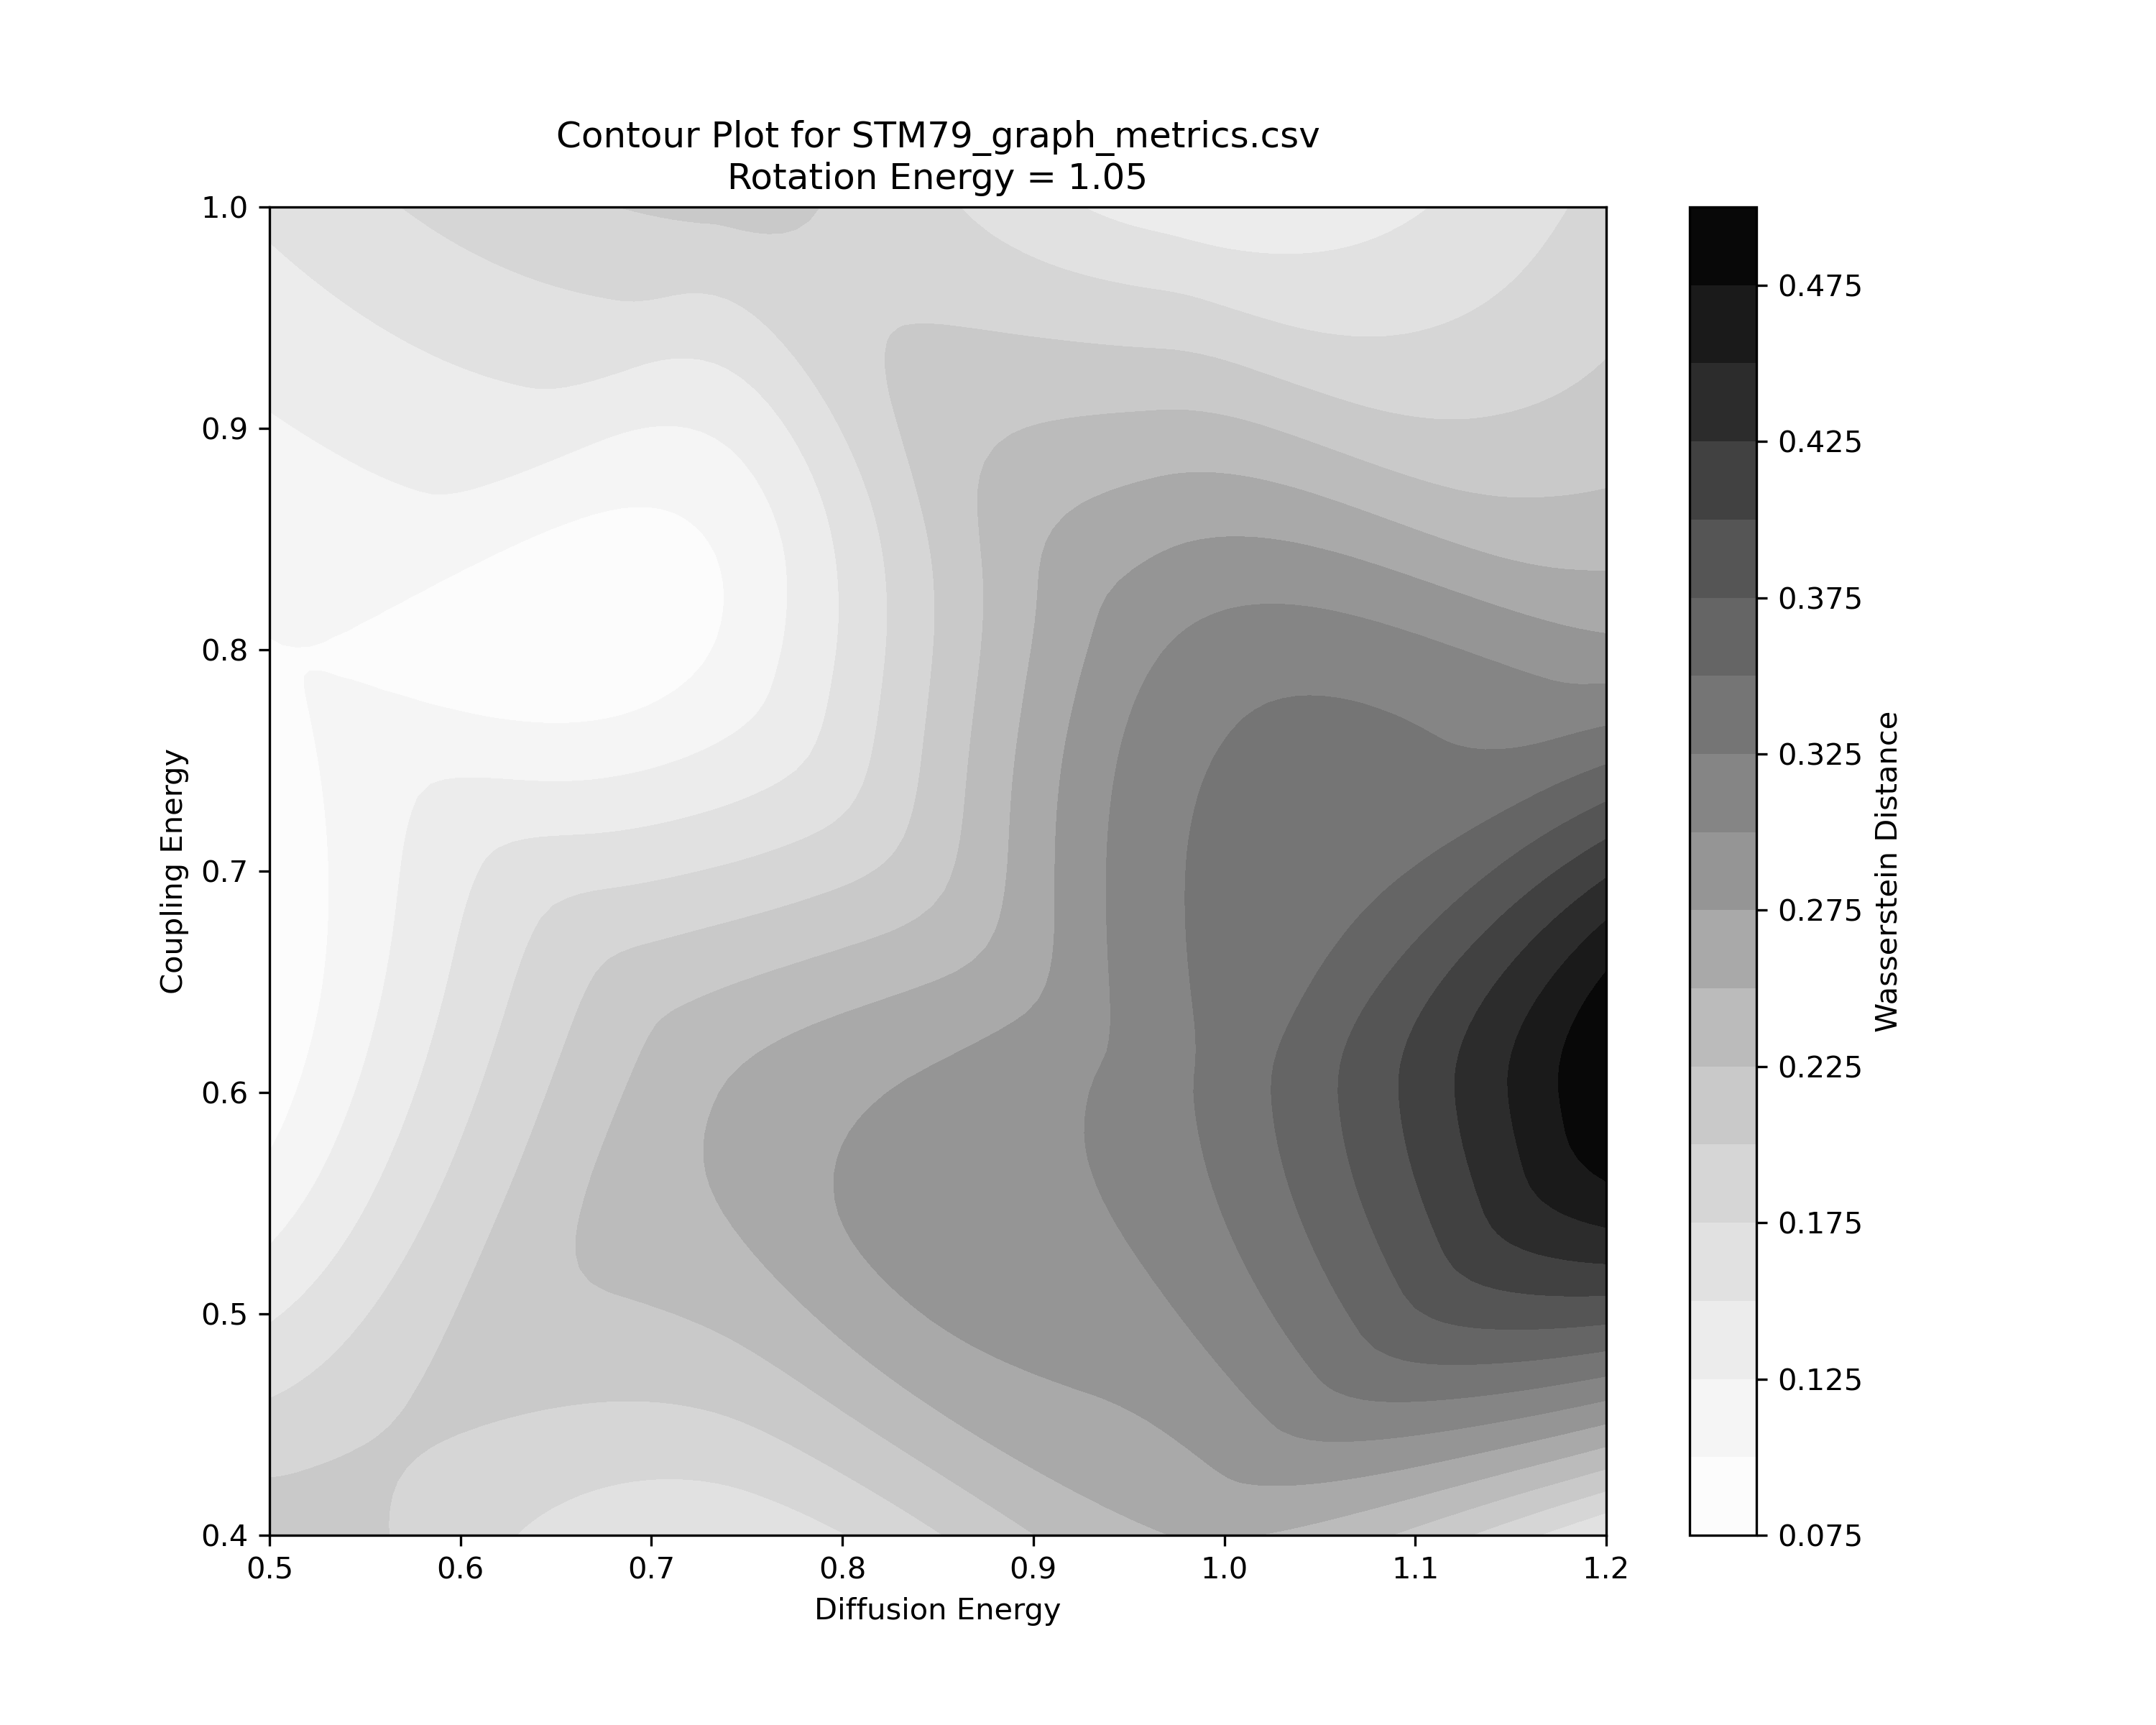 Contour Plot for STM79_graph_metrics.csv
Rotation Energy = 1.05
1.0
0.9
0.8
0.7
0.6
0.5
0.4
Coupling Energy
0.5 0.6 0.7 0.8 0.9 1.0 1.1 1.2
Diffusion Energy
0.475
0.425
0.375
0.325
0.275
0.225
0.175
0.125
0.075
Wasserstein Distance